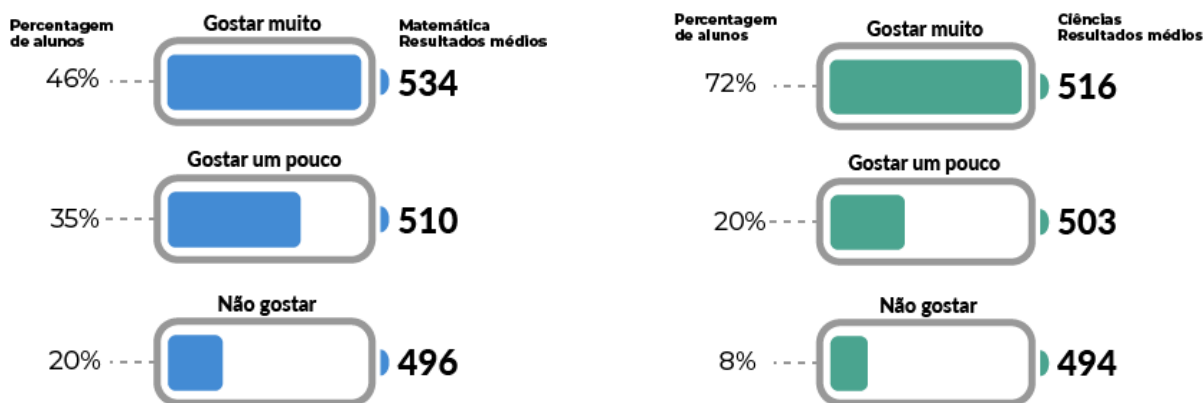 Percentagem
de alunos
Gostar muito
Matemática
Resultados médios
46%
534
Gostar um pouco
35%
510
Não gostar
20%
496
Percentagem
de alunos
Gostar muito
Ciências
Resultados médios
72%
516
Gostar um pouco
20%
503
Não gostar
8%
494